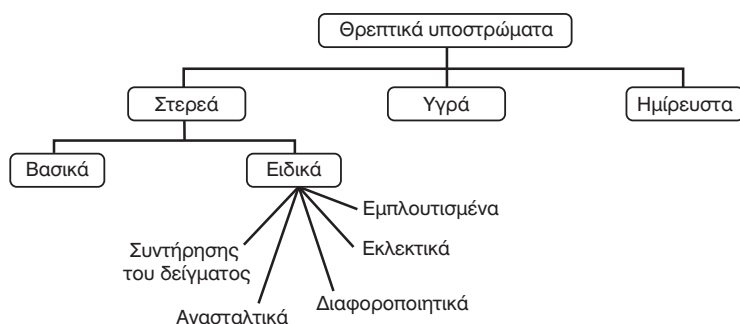 Θρεπτικά υποστρώματα
Στερεά
Υγρά
Ημίρευστα
Βασικά
Ειδικά
Εμπλουτισμένα
Εκλεκτικά
Διαφοροποιητικά
Ανασταλτικά
Συντήρησης
του δείγματος